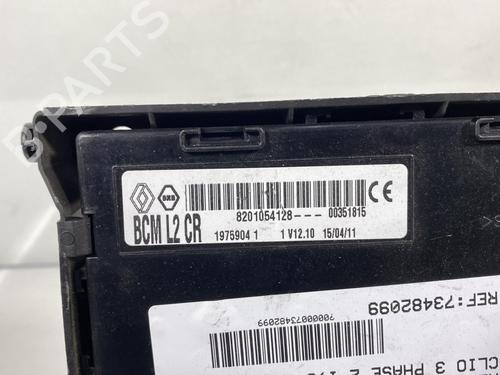 B-PARTS
BCM L2 CR
8201054128--- 00351815
1975904 1 1 V12.10 15/04/11
CE
700000073482099
REF:73482099
CLIO 3 PHASE 2